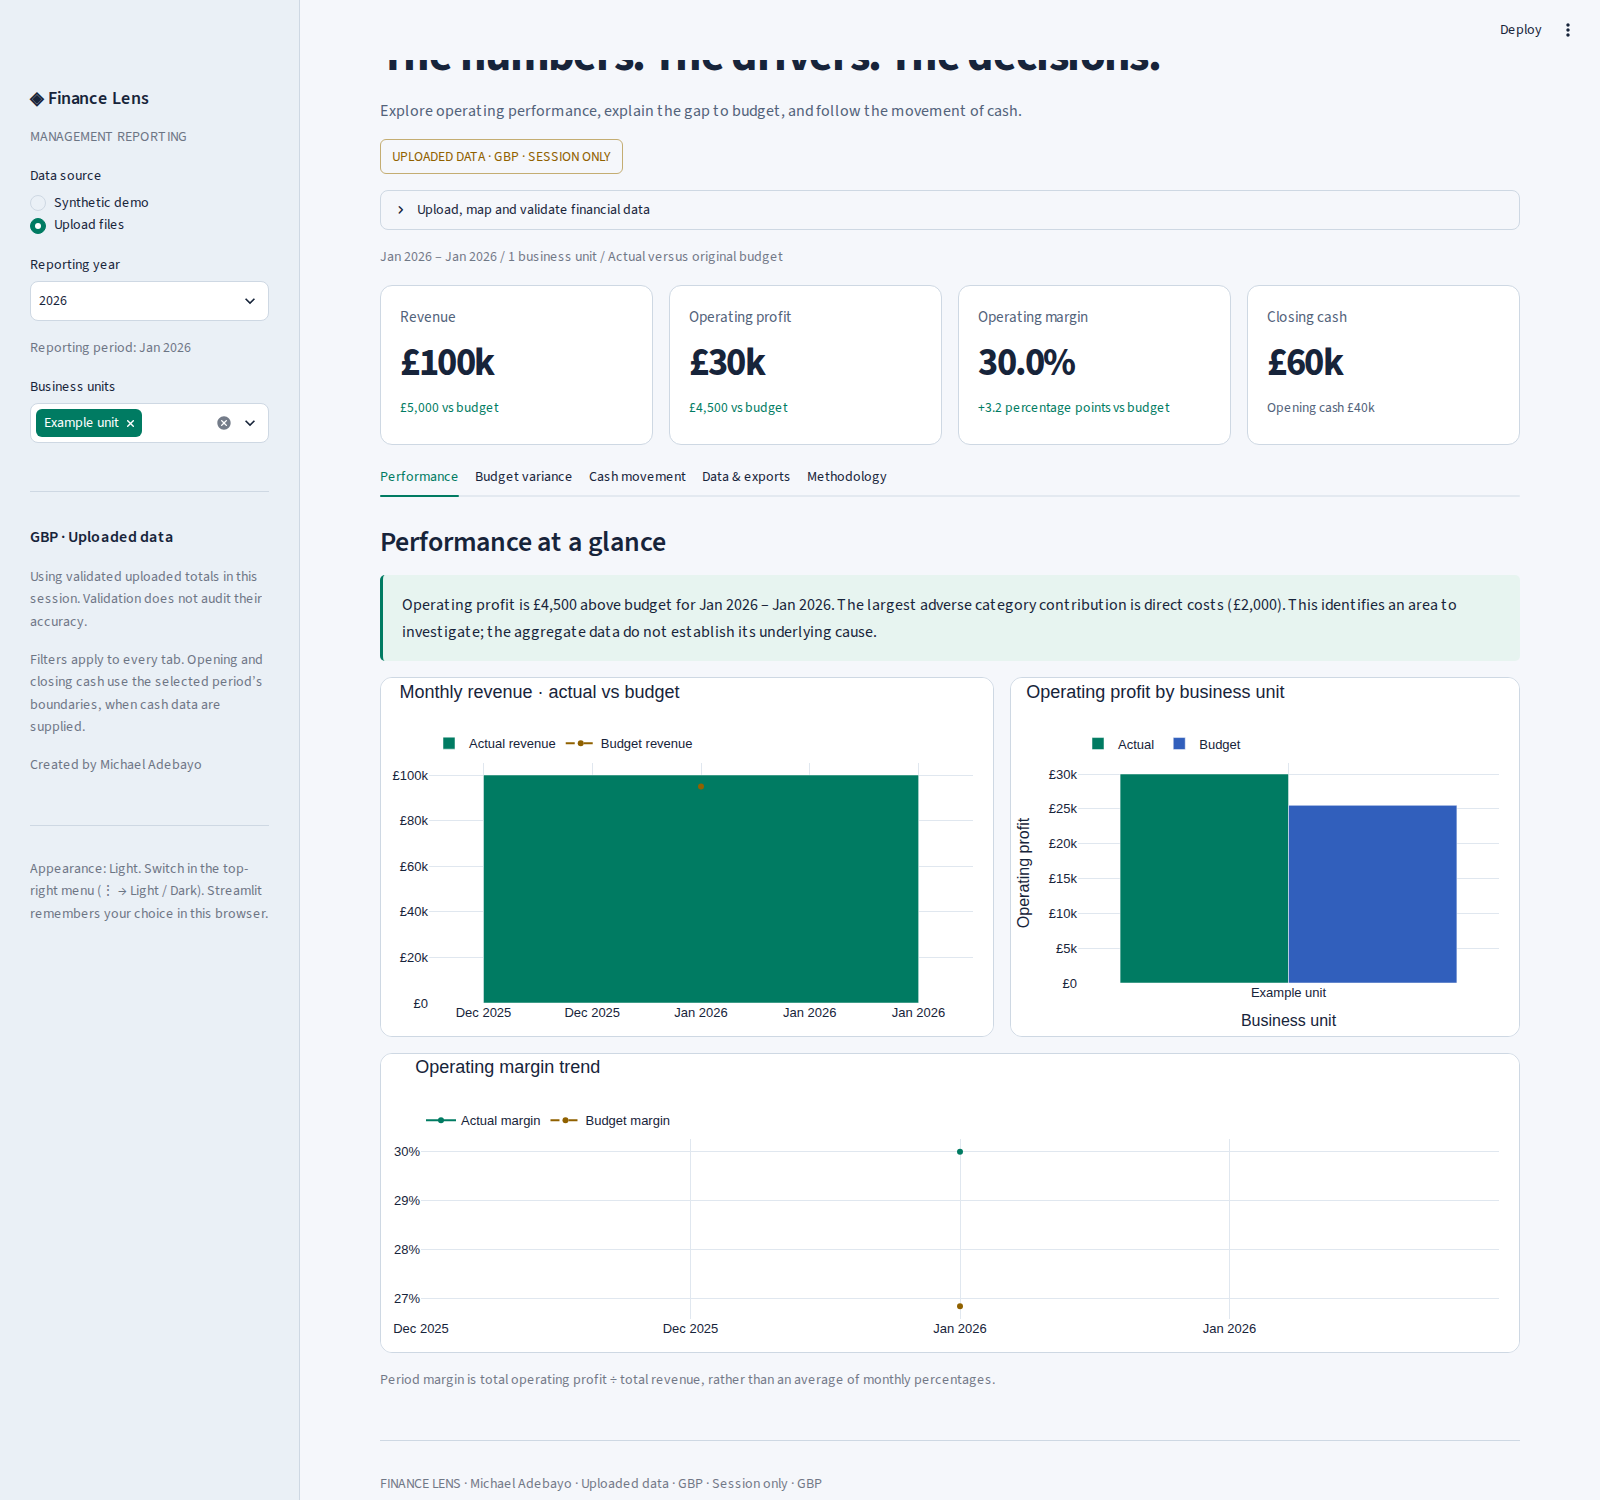 Deploy
◈ Finance Lens
MANAGEMENT REPORTING
Data source
Synthetic demo
Upload files
Reporting year
2026
Reporting period: Jan 2026
Business units
Example unit ×
GBP · Uploaded data
Using validated uploaded totals in this
session. Validation does not audit their
accuracy.
Filters apply to every tab. Opening and
closing cash use the selected period's
boundaries, when cash data are
supplied.
Created by Michael Adebayo
Appearance: Light. Switch in the top-
right menu (⋮ → Light / Dark). Streamlit
remembers your choice in this browser.
The numbers. The drivers. The decisions.
Explore operating performance, explain the gap to budget, and follow the movement of cash.
UPLOADED DATA · GBP · SESSION ONLY
Upload, map and validate financial data
Jan 2026 – Jan 2026 / 1 business unit / Actual versus original budget
Revenue
£100k
£5,000 vs budget
Operating profit
£30k
£4,500 vs budget
Operating margin
30.0%
+3.2 percentage points vs budget
Closing cash
£60k
Opening cash £40k
Performance Budget variance Cash movement Data & exports Methodology
Performance at a glance
Operating profit is £4,500 above budget for Jan 2026 – Jan 2026. The largest adverse category contribution is direct costs (£2,000). This identifies an area to
investigate; the aggregate data do not establish its underlying cause.
Monthly revenue · actual vs budget
Actual revenue Budget revenue
£100k
£80k
£60k
£40k
£20k
£0
Dec 2025 Dec 2025 Jan 2026 Jan 2026 Jan 2026
Operating profit by business unit
Actual Budget
Operating profit
£30k
£25k
£20k
£15k
£10k
£5k
£0
Example unit
Business unit
Operating margin trend
Actual margin Budget margin
30%
29%
28%
27%
Dec 2025 Dec 2025 Jan 2026 Jan 2026
Period margin is total operating profit ÷ total revenue, rather than an average of monthly percentages.
FINANCE LENS · Michael Adebayo · Uploaded data · GBP · Session only · GBP